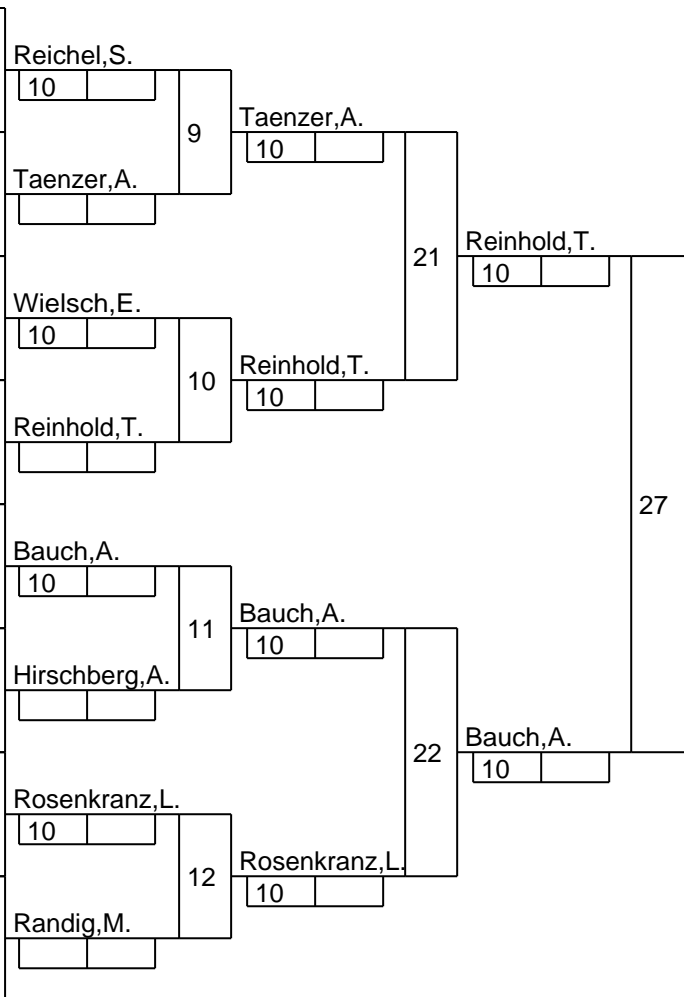 Reichel,S.
10
9
Taenzer,A.
10
Taenzer,A.
21
Reinhold,T.
10
Wielsch,E.
10
10
Reinhold,T.
10
Reinhold,T.
27
Bauch,A.
10
11
Bauch,A.
10
Hirschberg,A.
22
Bauch,A.
10
Rosenkranz,L.
10
12
Rosenkranz,L.
10
Randig,M.